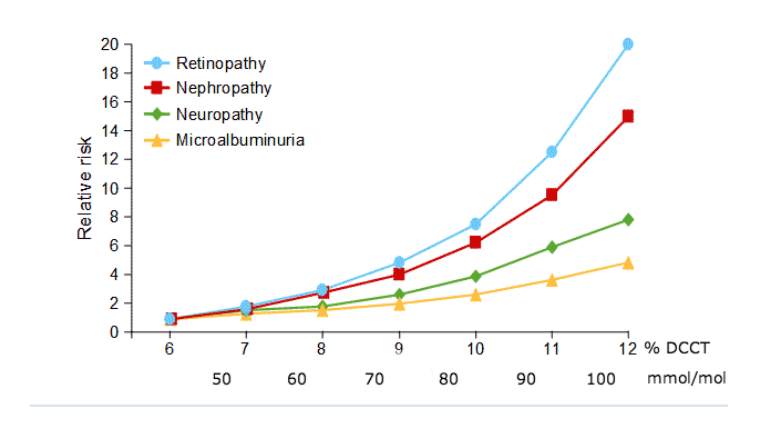 20
18
16
14
12
10
8
6
4
2
0
Relative risk
Retinopathy
Nephropathy
Neuropathy
Microalbuminuria
6 7 8 9 10 11 12 % DCCT
50 60 70 80 90 100 mmol/mol